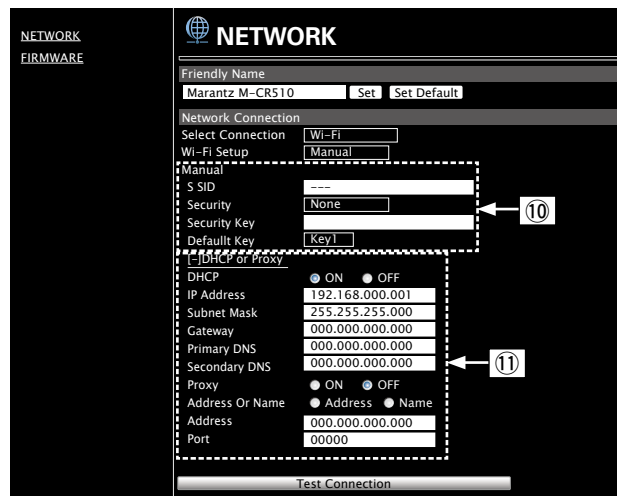 NETWORK
FIRMWARE
NETWORK
Friendly Name
Marantz M-CR510 Set Set Default
Network Connection
Select Connection Wi-Fi
Wi-Fi Setup Manual
Manual
S SID ---
Security None
Security Key
Defaullt Key Key1
⑩
[-]DHCP or Proxy
DHCP ON OFF
IP Address 192.168.000.001
Subnet Mask 255.255.255.000
Gateway 000.000.000.000
Primary DNS 000.000.000.000
Secondary DNS 000.000.000.000
⑪
Proxy ON OFF
Address Or Name Address Name
Address 000.000.000.000
Port 00000
Test Connection